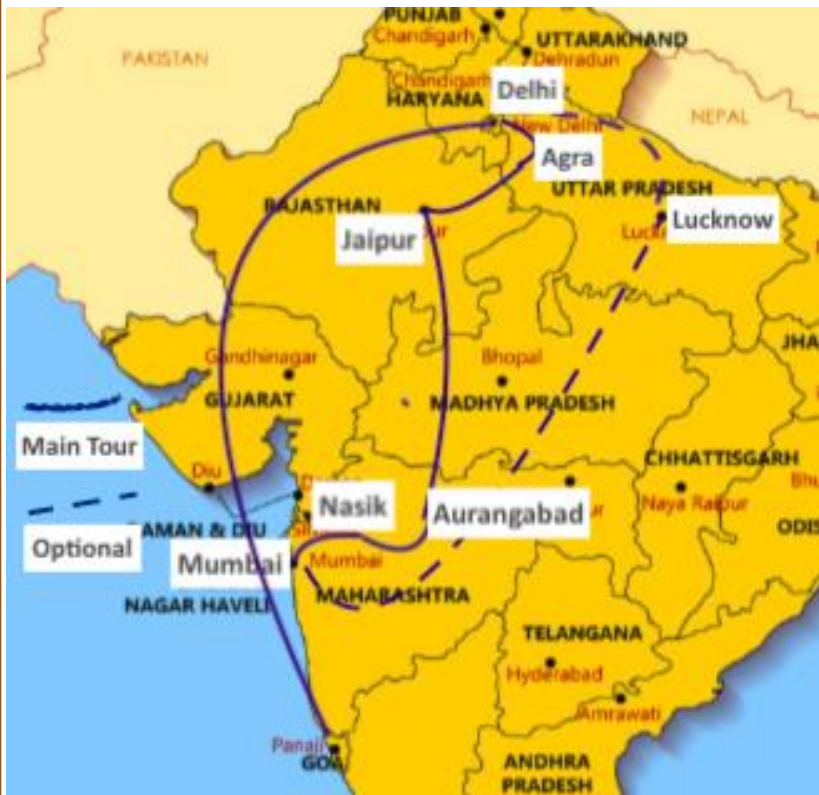 PUNJAB
Chandigarh
UTTARAKHAND
Dehradun
PAKISTAN
Chandigarh
HARYANA
Delhi
New Delhi
NEPAL
Agra
UTTAR PRADESH
RAJASTHAN
Lucknow
Jaipur
Gandhinagar
Bhopal
GUJARAT
MADHYA PRADESH
Main Tour
CHHATTISGARH
Diu
Nasik
Aurangabad
Naya Raipur
Optional
AMAN & DIU
Mumbai
Mumbai
NAGAR HAVELI
MAHARASHTRA
TELANGANA
Hyderabad
Amrawati
Panaji
GOA
ANDHRA
PRADESH